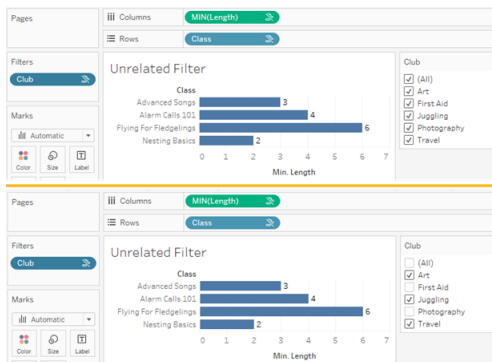 Pages
Columns
MIN(Length)
Rows
Class
Filters
Club
Marks
Automatic
Color
Size
Label
Unrelated Filter
Class
Advanced Songs 3
Alarm Calls 101 4
Flying For Fledgelings 6
Nesting Basics 2
0 1 2 3 4 5 6 7
Min. Length
Club
(All)
Art
First Aid
Juggling
Photography
Travel
Pages
Columns
MIN(Length)
Rows
Class
Filters
Club
Marks
Automatic
Color
Size
Label
Unrelated Filter
Class
Advanced Songs 3
Alarm Calls 101 4
Flying For Fledgelings 6
Nesting Basics 2
0 1 2 3 4 5 6 7
Min. Length
Club
(All)
Art
First Aid
Juggling
Photography
Travel